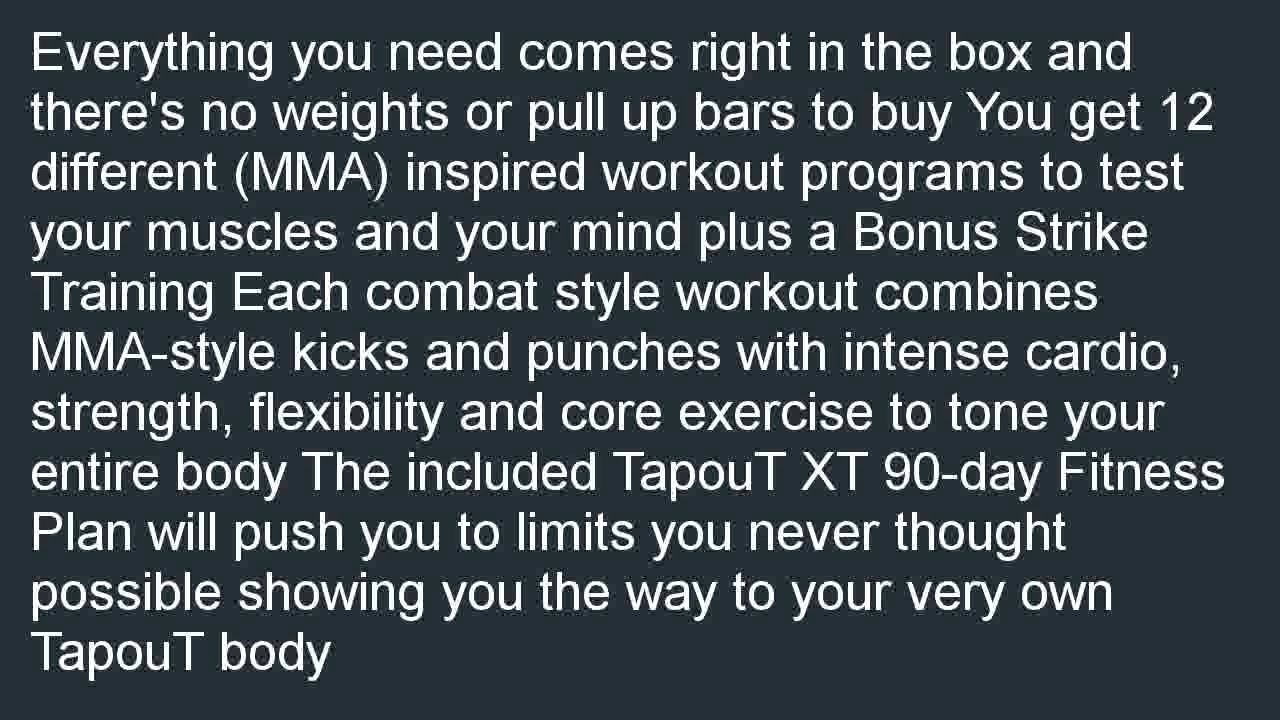 Everything you need comes right in the box and
there's no weights or pull up bars to buy You get 12
different (MMA) inspired workout programs to test
your muscles and your mind plus a Bonus Strike
Training Each combat style workout combines
MMA-style kicks and punches with intense cardio,
strength, flexibility and core exercise to tone your
entire body The included TapouT XT 90-day Fitness
Plan will push you to limits you never thought
possible showing you the way to your very own
TapouT body